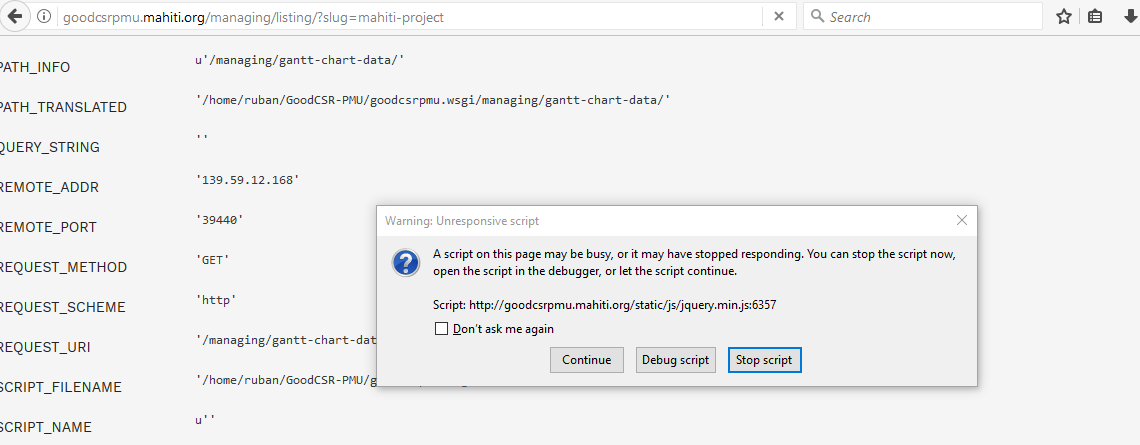 goodcsrpmu.mahiti.org/managing/listing/?slug=mahiti-project
Search
PATH_INFO
u'/managing/gantt-chart-data/'
PATH_TRANSLATED
'/home/ruban/GoodCSR-PMU/goodcsrpmu.wsgi/managing/gantt-chart-data/'
QUERY_STRING
''
REMOTE_ADDR
'139.59.12.168'
REMOTE_PORT
'39440'
REQUEST_METHOD
'GET'
REQUEST_SCHEME
'http'
REQUEST_URI
'/managing/gantt-chart-dat
SCRIPT_FILENAME
'/home/ruban/GoodCSR-PMU/g
SCRIPT_NAME
u''
Warning: Unresponsive script
A script on this page may be busy, or it may have stopped responding. You can stop the script now,
open the script in the debugger, or let the script continue.
Script: http://goodcsrpmu.mahiti.org/static/js/jquery.min.js:6357
Don't ask me again
Continue
Debug script
Stop script